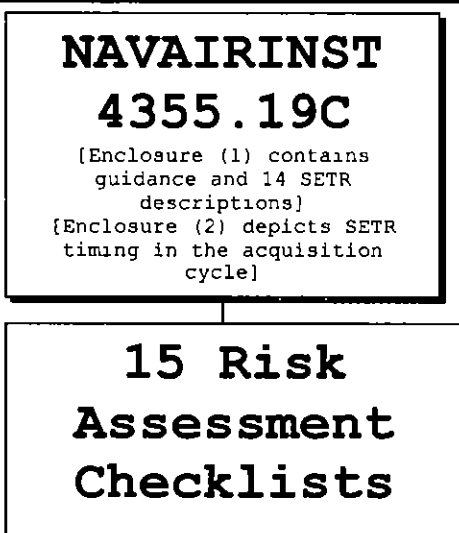 NAVAIRINST
4355.19C
[Enclosure (1) contains
guidance and 14 SETR
descriptions]
[Enclosure (2) depicts SETR
timing in the acquisition
cycle]
15 Risk
Assessment
Checklists